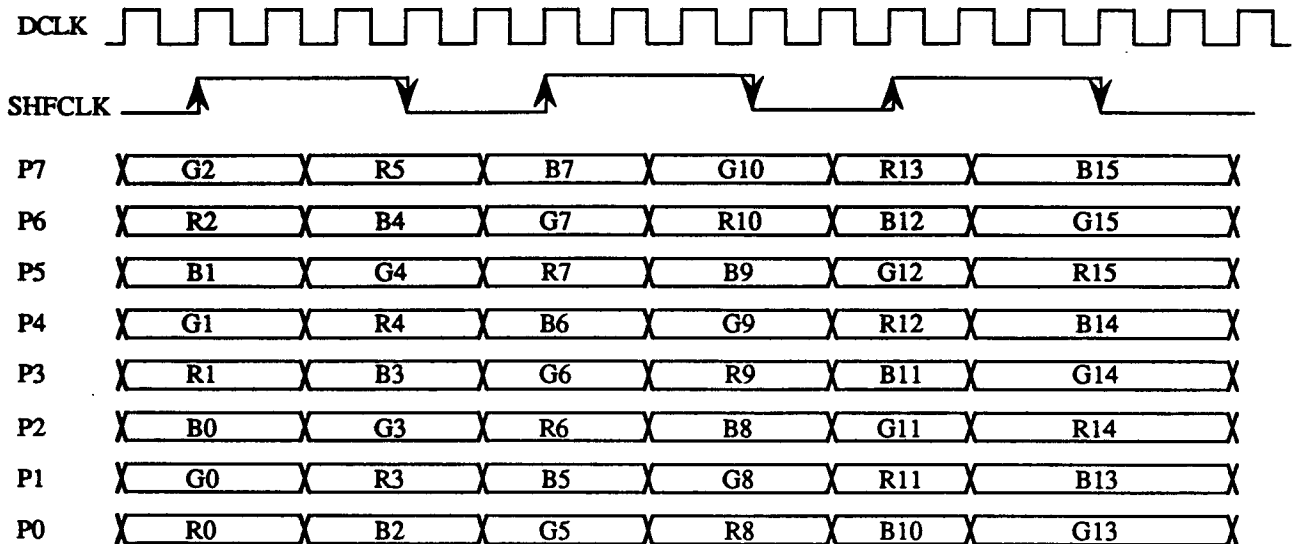 DCLK
SHFCLK
P7 G2 R5 B7 G10 R13 B15
P6 R2 B4 G7 R10 B12 G15
P5 B1 G4 R7 B9 G12 R15
P4 G1 R4 B6 G9 R12 B14
P3 R1 B3 G6 R9 B11 G14
P2 B0 G3 R6 B8 G11 R14
P1 G0 R3 B5 G8 R11 B13
P0 R0 B2 G5 R8 B10 G13